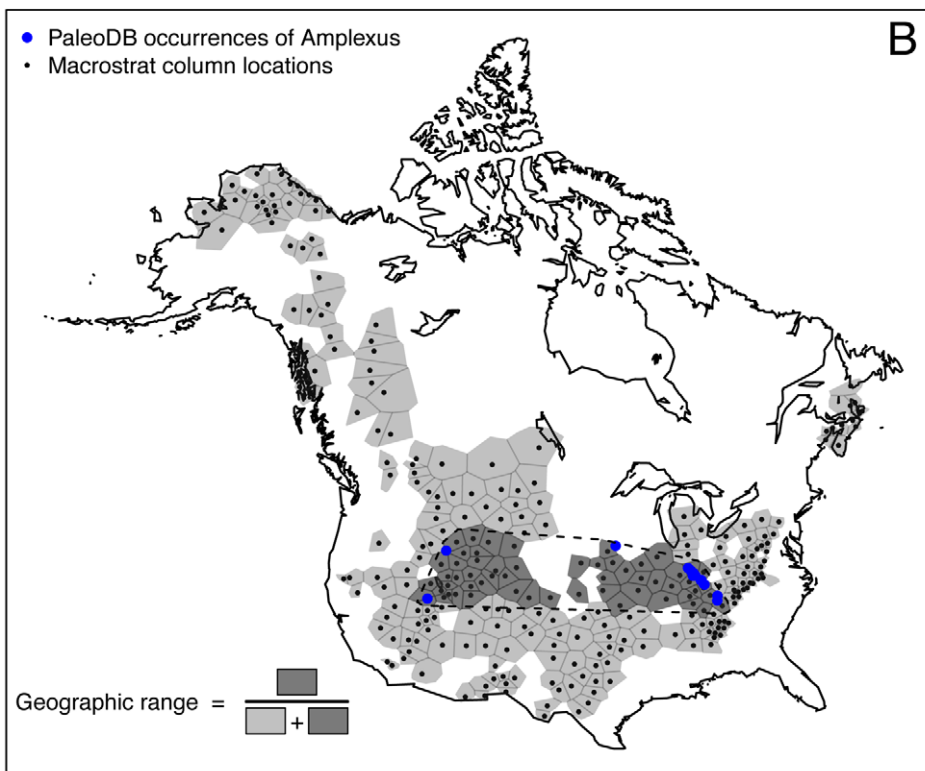 B
PaleoDB occurrences of Amplexus
Macrostrat column locations
Geographic range =
+